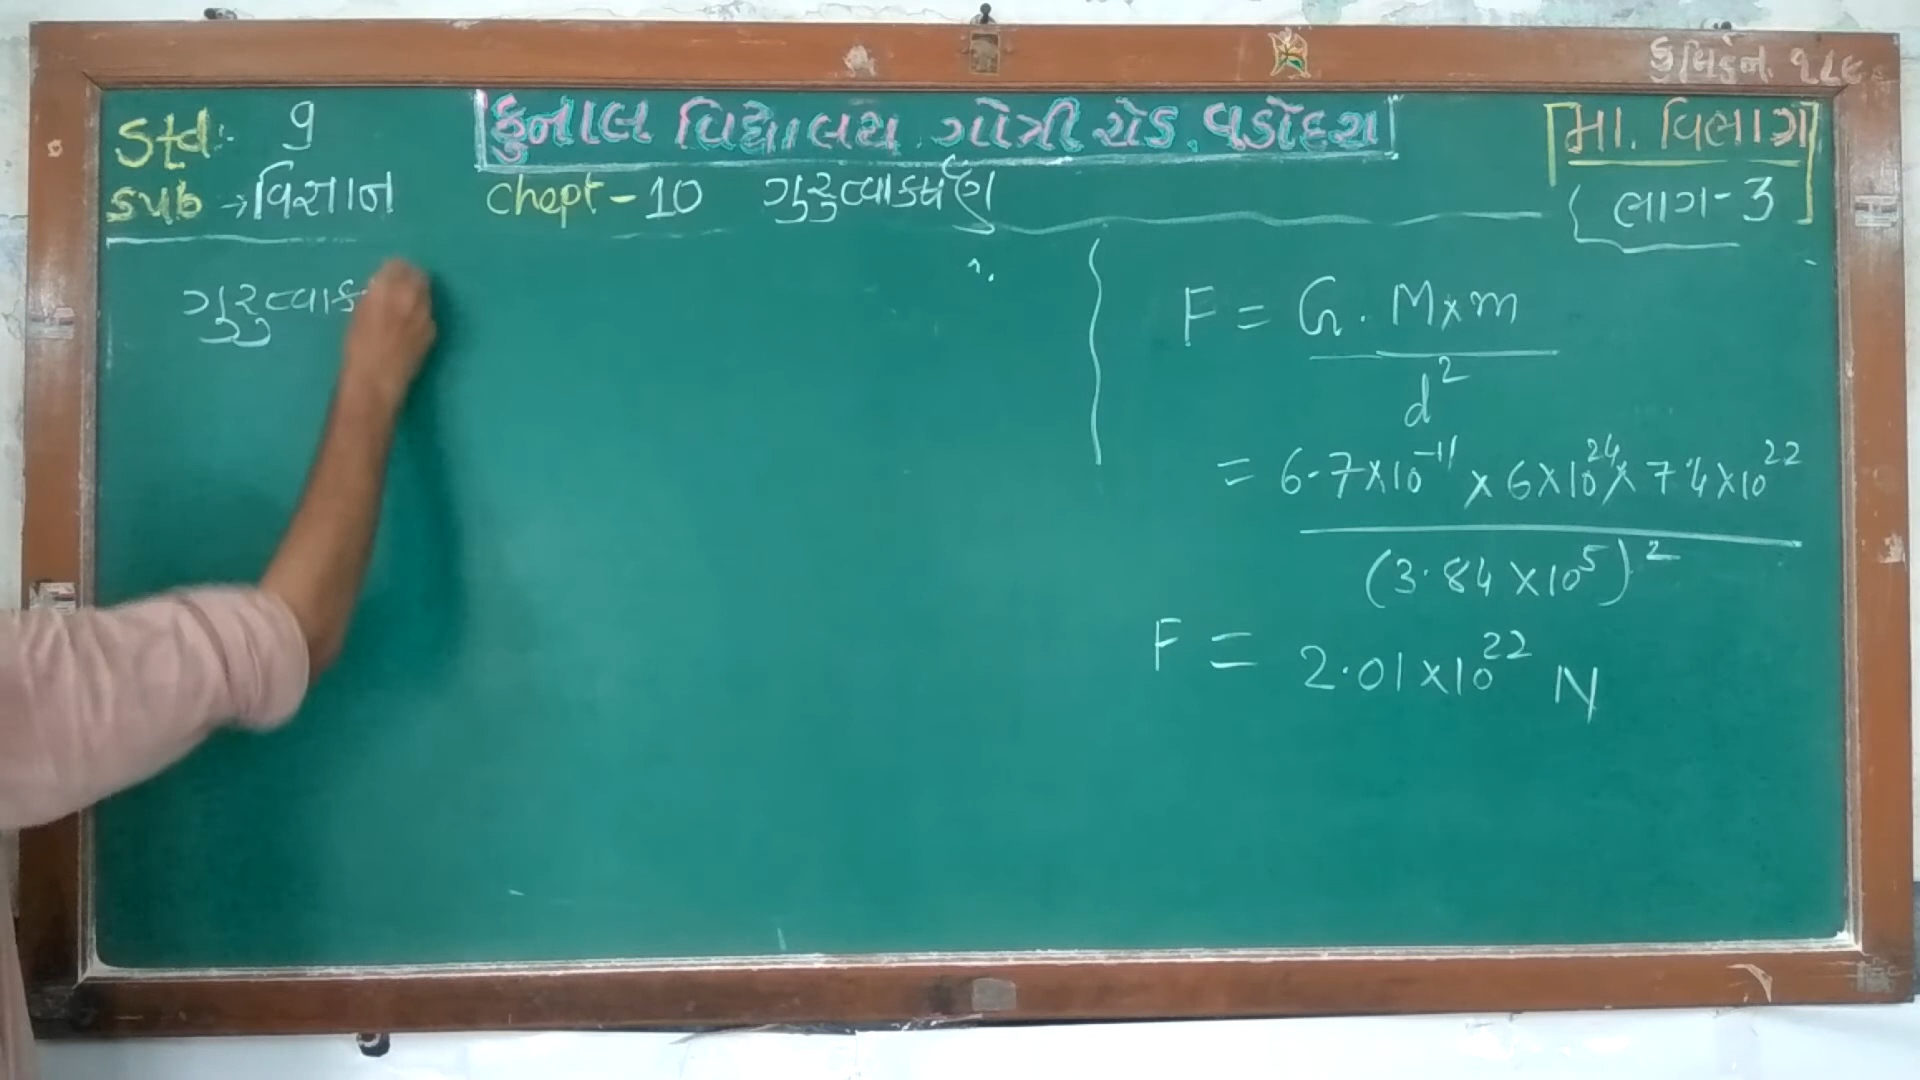 Std:- 9
કુનાલ વિદ્યાલય ગોત્રી રોડ, વડોદરા
મા. વિભાગ
sub → વિજ્ઞાન
Chept - 10 ગુરુત્વાકર્ષણ
ભાગ - 3
ગુરુત્વાક
F = G . M x m
d²
= 6.7 x 10⁻¹¹ x 6 x 10²⁴ x 7.4 x 10²²
(3.84 x 10⁵)²
F = 2.01 x 10²² N